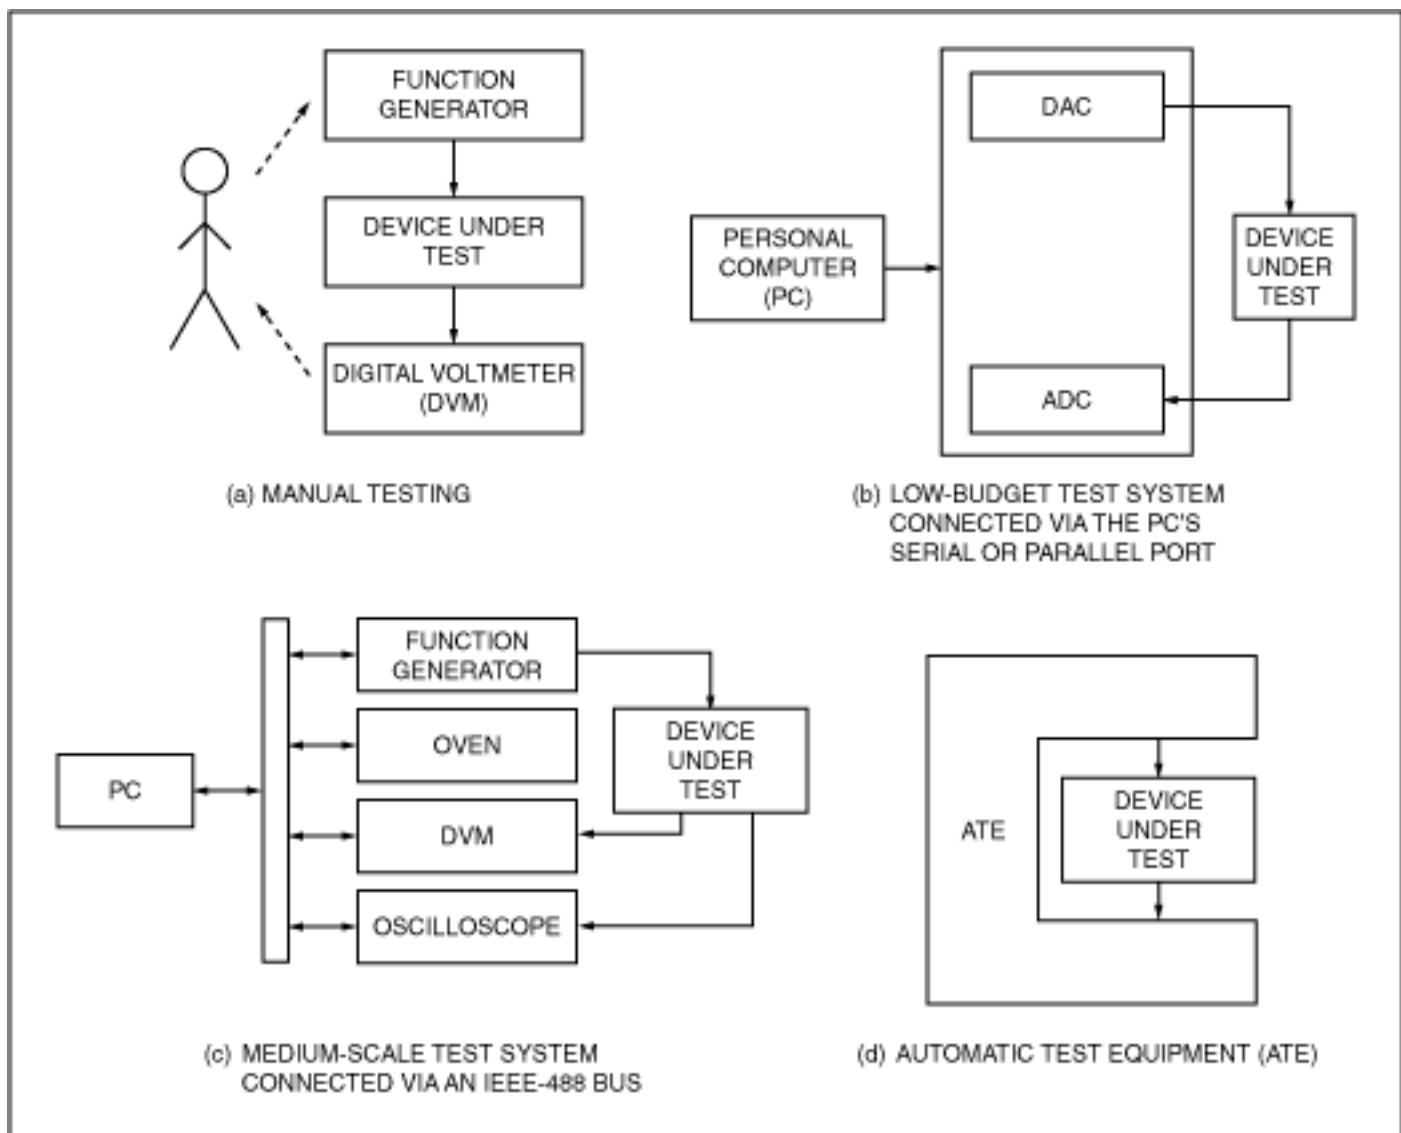 FUNCTION
GENERATOR
DEVICE UNDER
TEST
DIGITAL VOLTMETER
(DVM)
(a) MANUAL TESTING
DAC
PERSONAL
COMPUTER
(PC)
DEVICE
UNDER
TEST
ADC
(b) LOW-BUDGET TEST SYSTEM
CONNECTED VIA THE PC'S
SERIAL OR PARALLEL PORT
FUNCTION
GENERATOR
OVEN
PC
DVM
OSCILLOSCOPE
DEVICE
UNDER
TEST
(c) MEDIUM-SCALE TEST SYSTEM
CONNECTED VIA AN IEEE-488 BUS
ATE
DEVICE
UNDER
TEST
(d) AUTOMATIC TEST EQUIPMENT (ATE)